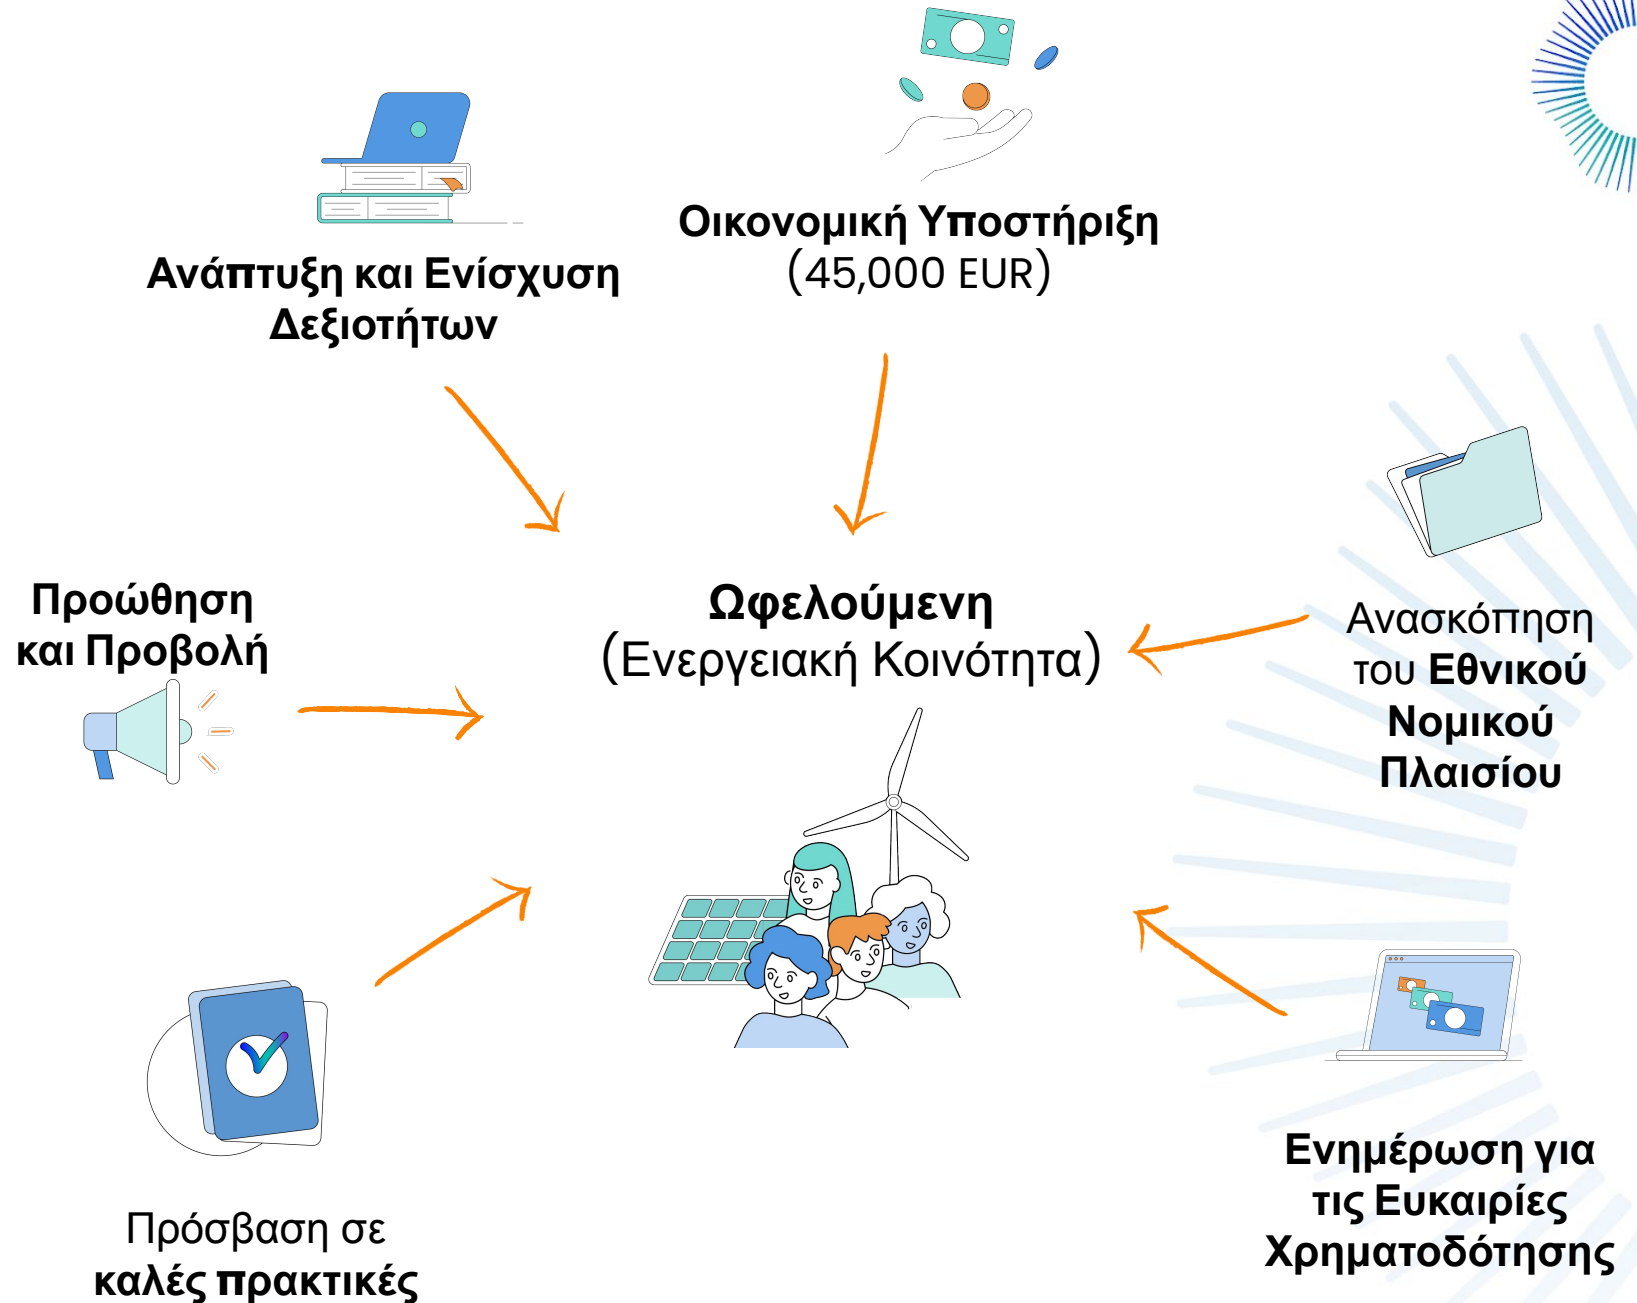 Οικονομική Υποστήριξη
(45,000 EUR)
Ανάπτυξη και Ενίσχυση
Δεξιοτήτων
Προώθηση
και Προβολή
Ωφελούμενη
(Ενεργειακή Κοινότητα)
Ανασκόπηση
του Εθνικού
Νομικού
Πλαισίου
Πρόσβαση σε
καλές πρακτικές
Ενημέρωση για
τις Ευκαιρίες
Χρηματοδότησης